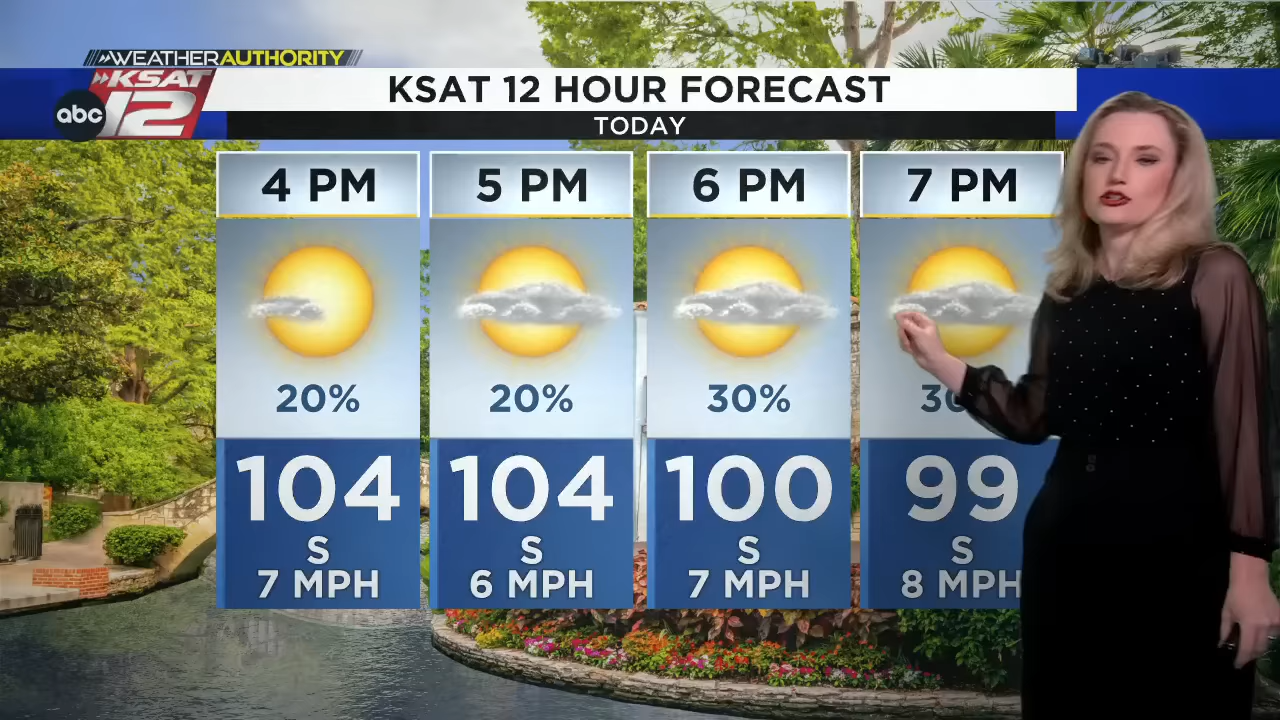 WEATHERAUTHORITY
KSAT
abc 12
KSAT 12 HOUR FORECAST
TODAY
4 PM 5 PM 6 PM 7 PM
20% 20% 30%
104 104 100 99
S S S S
7 MPH 6 MPH 7 MPH 8 MPH